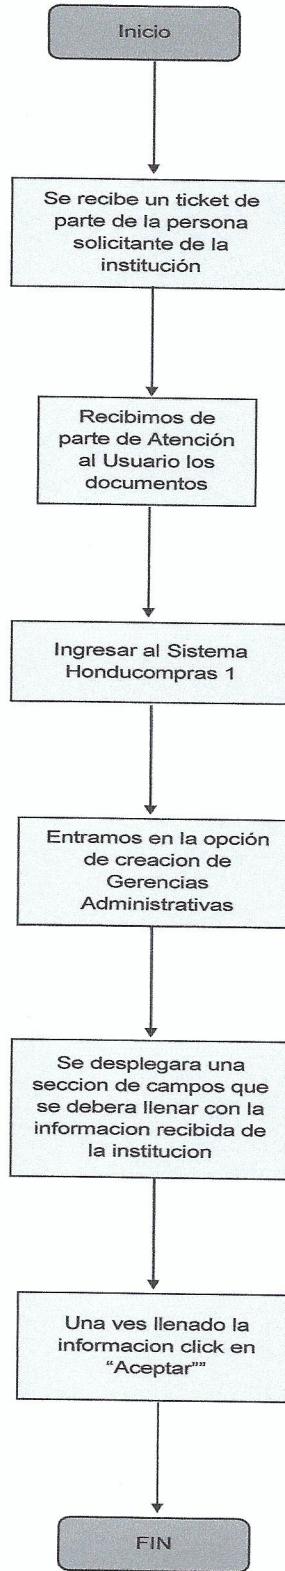 Inicio
Se recibe un ticket de
parte de la persona
solicitante de la
institución
Recibimos de
parte de Atención
al Usuario los
documentos
Ingresar al Sistema
Honducompras 1
Entramos en la opción
de creacion de
Gerencias
Administrativas
Se desplegara una
seccion de campos que
se debera llenar con la
informacion recibida de
la institucion
Una ves llenado la
informacion click en
“Aceptar””
FIN